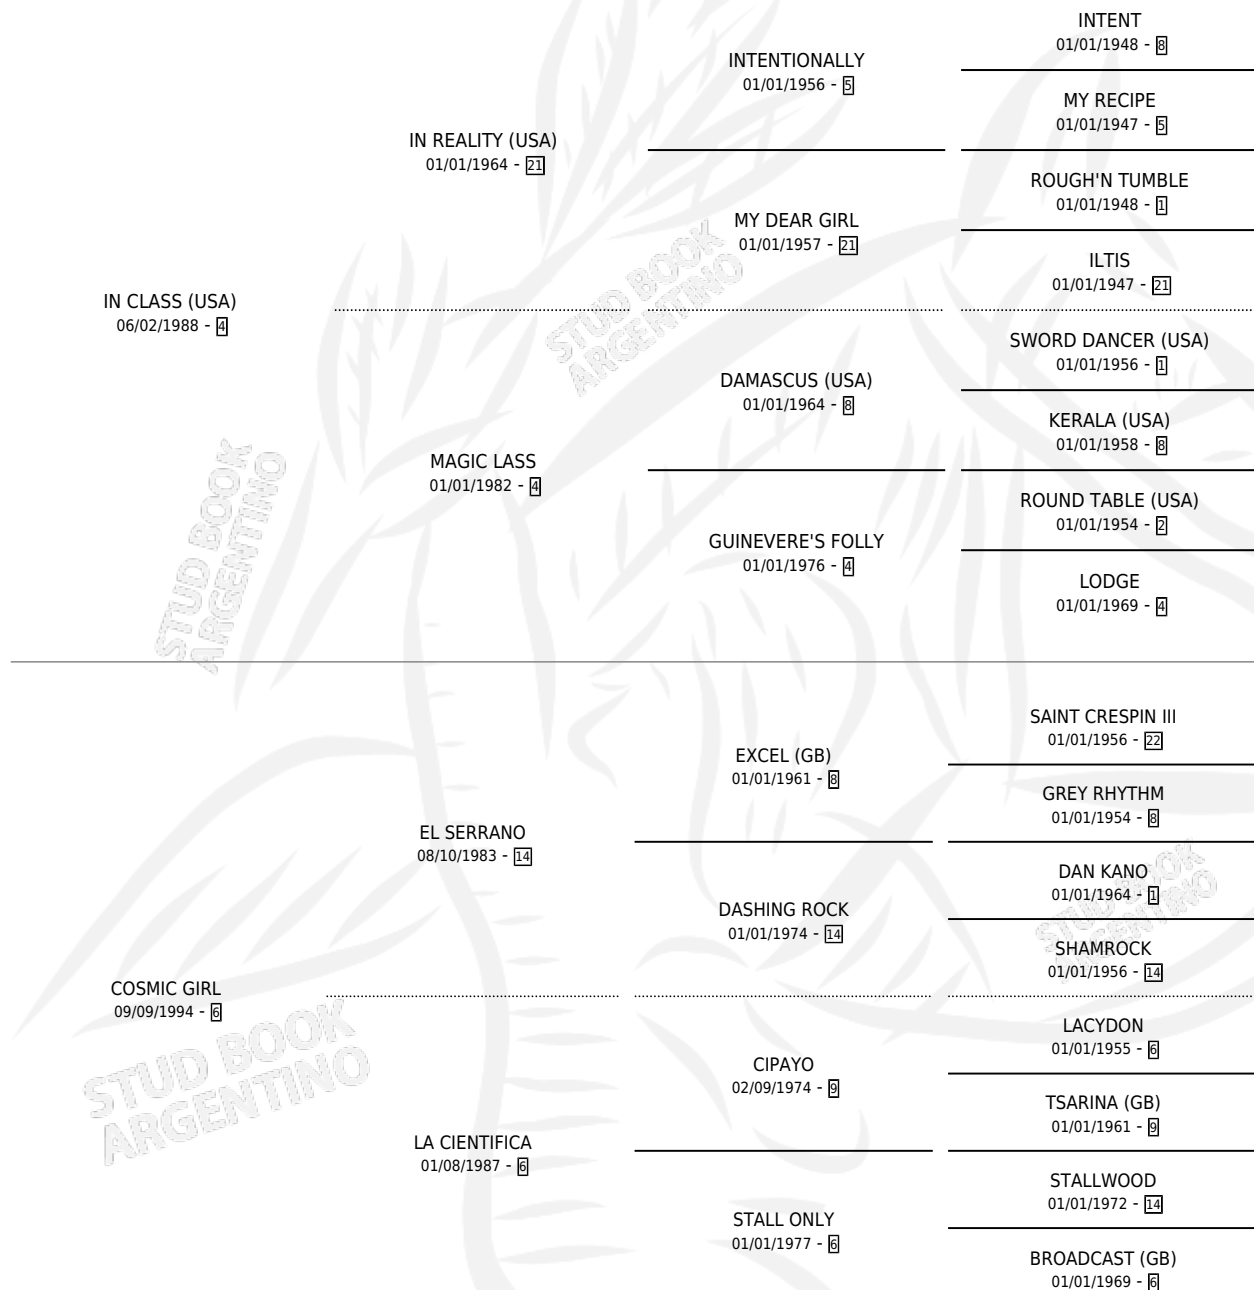 INTENT
01/01/1948 - 8
INTENTIONALLY
01/01/1956 - 5
MY RECIPE
01/01/1947 - 5
IN REALITY (USA)
01/01/1964 - 21
ROUGH'N TUMBLE
01/01/1948 - 1
MY DEAR GIRL
01/01/1957 - 21
ILTIS
01/01/1947 - 21
IN CLASS (USA)
06/02/1988 - 4
STUD BOOK
ARGENTINO
SWORD DANCER (USA)
01/01/1956 - 1
DAMASCUS (USA)
01/01/1964 - 8
KERALA (USA)
01/01/1958 - 8
MAGIC LASS
01/01/1982 - 4
ROUND TABLE (USA)
01/01/1954 - 2
GUINEVERE'S FOLLY
01/01/1976 - 4
LODGE
01/01/1969 - 4
STUD BOOK
ARGENTINO
SAINT CRESPIN III
01/01/1956 - 22
EXCEL (GB)
01/01/1961 - 8
GREY RHYTHM
01/01/1954 - 8
EL SERRANO
08/10/1983 - 14
DAN KANO
01/01/1964 - 1
DASHING ROCK
01/01/1974 - 14
STUD BOOK
ARGENTINO
SHAMROCK
01/01/1956 - 14
COSMIC GIRL
09/09/1994 - 6
STUD BOOK
ARGENTINO
LACYDON
01/01/1955 - 6
CIPAYO
02/09/1974 - 9
TSARINA (GB)
01/01/1961 - 9
LA CIENTIFICA
01/08/1987 - 6
STALLWOOD
01/01/1972 - 14
STALL ONLY
01/01/1977 - 6
BROADCAST (GB)
01/01/1969 - 6